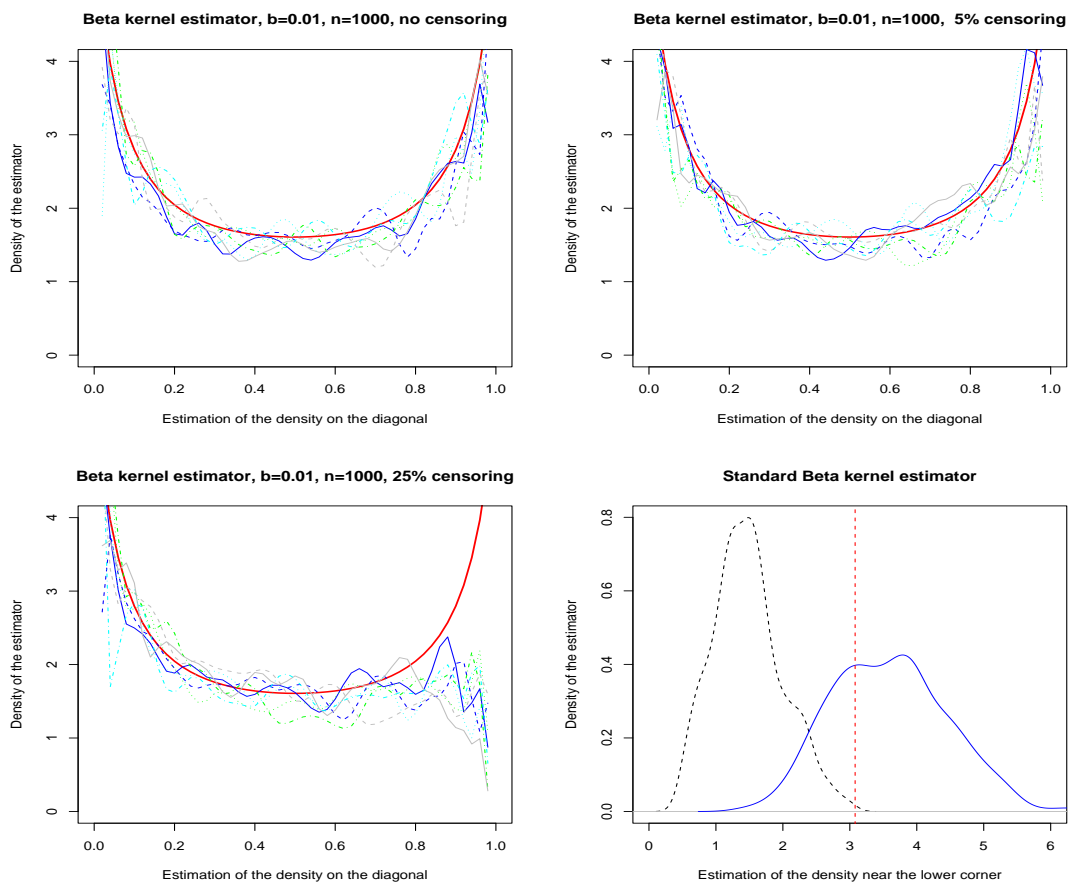 Beta kernel estimator, b=0.01, n=1000, no censoring
Density of the estimator
4
3
2
1
0
0.0 0.2 0.4 0.6 0.8 1.0
Estimation of the density on the diagonal
Beta kernel estimator, b=0.01, n=1000,  5% censoring
Density of the estimator
4
3
2
1
0
0.0 0.2 0.4 0.6 0.8 1.0
Estimation of the density on the diagonal
Beta kernel estimator, b=0.01, n=1000, 25% censoring
Density of the estimator
4
3
2
1
0
0.0 0.2 0.4 0.6 0.8 1.0
Estimation of the density on the diagonal
Standard Beta kernel estimator
Density of the estimator
0.8
0.6
0.4
0.2
0.0
0 1 2 3 4 5 6
Estimation of the density near the lower corner